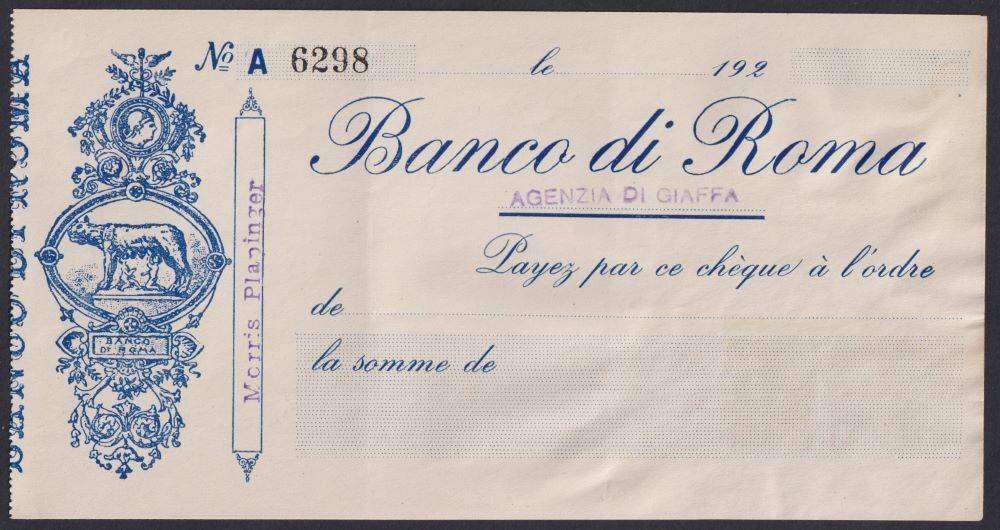 Nº A 6298 le 192
Banco di Roma
AGENZIA DI GIAFFA
Payez par ce chèque à l'ordre
de
la somme de
BANCO
DI ROMA
Morris